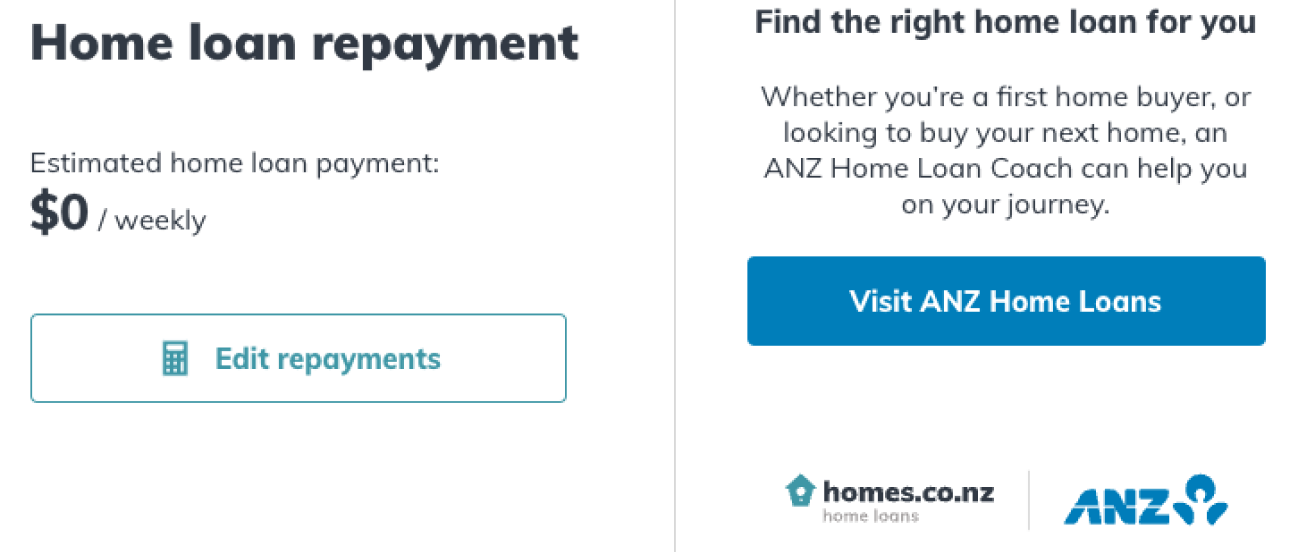 Home loan repayment
Estimated home loan payment:
$0 / weekly
Edit repayments
Find the right home loan for you
Whether you're a first home buyer, or
looking to buy your next home, an
ANZ Home Loan Coach can help you
on your journey.
Visit ANZ Home Loans
homes.co.nz
home loans
ANZ